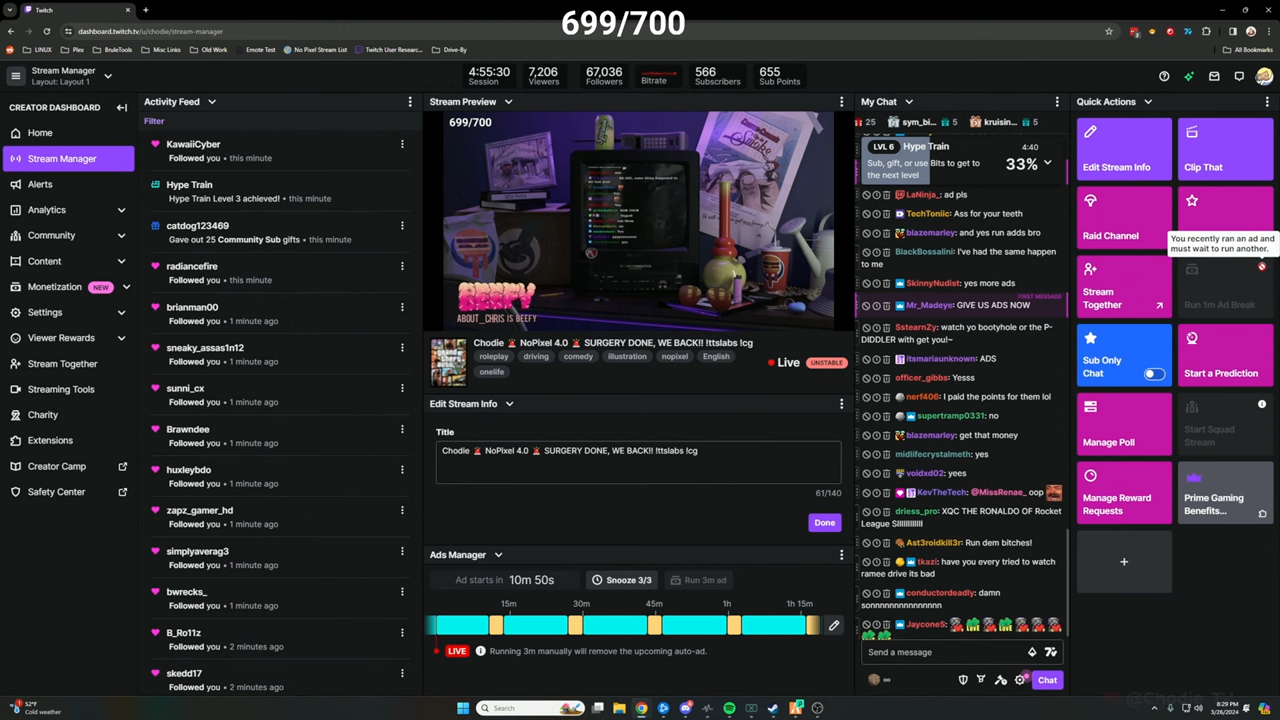 Twitch
699/700
dashboard.twitch.tv/u/chodie/stream-manager
LINUX
Plex
BruleTools
Misc Links
Old Work
Emote Test
No Pixel Stream List
Twitch User Researc...
Drive-By
All Bookmarks
Stream Manager
Layout: Layout 1
4:55:30
Session
7,206
Viewers
67,036
Followers
Bitrate
566
Subscribers
655
Sub Points
CREATOR DASHBOARD
Home
Stream Manager
Alerts
Analytics
Community
Content
Monetization NEW
Settings
Viewer Rewards
Stream Together
Streaming Tools
Charity
Extensions
Creator Camp
Safety Center
Activity Feed
Filter
KawaiiCyber
Followed you • this minute
Hype Train
Hype Train Level 3 achieved! • this minute
catdog123469
Gave out 25 Community Sub gifts • this min
radiancefire
Followed you • this minute
brianman00
Followed you • 1 minute ago
sneaky_assas1n12
Followed you • 1 minute ago
sunni_cx
Followed you • 1 minute ago
Brawndee
Followed you • 1 minute ago
huxleybdo
Followed you • 1 minute ago
zapz_gamer_hd
Followed you • 1 minute ago
simplyaverag3
Followed you • 1 minute ago
bwrecks_
Followed you • 1 minute ago
B_Ro11z
Followed you • 2 minutes ago
skedd17
Followed you • 2 minutes ago
Stream Preview
699/700
Smoke
ABOUT_CHRIS IS BEEFY
Chodie 🚨 NoPixel 4.0 🚨 SURGERY DONE, WE BACK!! !ttslabs !cg
roleplay driving comedy illustration nopixel English
onelife
Live UNSTABLE
Edit Stream Info
Title
Chodie 🚨 NoPixel 4.0 🚨 SURGERY DONE, WE BACK!! !ttslabs !cg
61/140
Done
Ads Manager
Ad starts in 10m 50s
Snooze 3/3
Run 3m ad
15m 30m 45m 1h 1h 15m
LIVE Running 3m manually will remove the upcoming auto-ad.
My Chat
25 sym_bi... 5 kruisin... 5
LVL 6 Hype Train 4:40
Sub, gift, or use Bits to get to
the next level
33%
LaNinja_: ad pls
TechToniic: Ass for your teeth
blazemarley: and yes run adds bro
BlackBossalini: I've had the same happen
to me
SkinnyNudist: yes more ads
FIRST MESSAGE
Mr_Madeye: GIVE US ADS NOW
SstearnZy: watch yo bootyhole or the P-
DIDDLER with get you!~
itsmariaunknown: ADS
officer_gibbs: Yesss
nerf406: I paid the points for them lol
supertramp0331: no
blazemarley: get that money
midlifecrystalmeth: yes
voidxd02: yees
KevTheTech: @MissRenae_ oop
driess_pro: XQC THE RONALDO OF Rocket
League SIIIIIIIIIIIII
Ast3roidkill3r: Run dem bitches!
tkazi: have you every tried to watch
ramee drive its bad
conductordeadly: damn
sonnnnnnnnnnnnnn
JayconeS:
Send a message
Chat
Quick Actions
Edit Stream Info
Clip That
Raid Channel
You recently ran an ad and
must wait to run another.
Stream
Together
Run 1m Ad Break
Sub Only
Chat
Start a Prediction
Manage Poll
Start Squad
Stream
Manage Reward
Requests
Prime Gaming
Benefits...
@Chodie_TV
52°F
Cold weather
Search
8:29 PM
3/26/2024